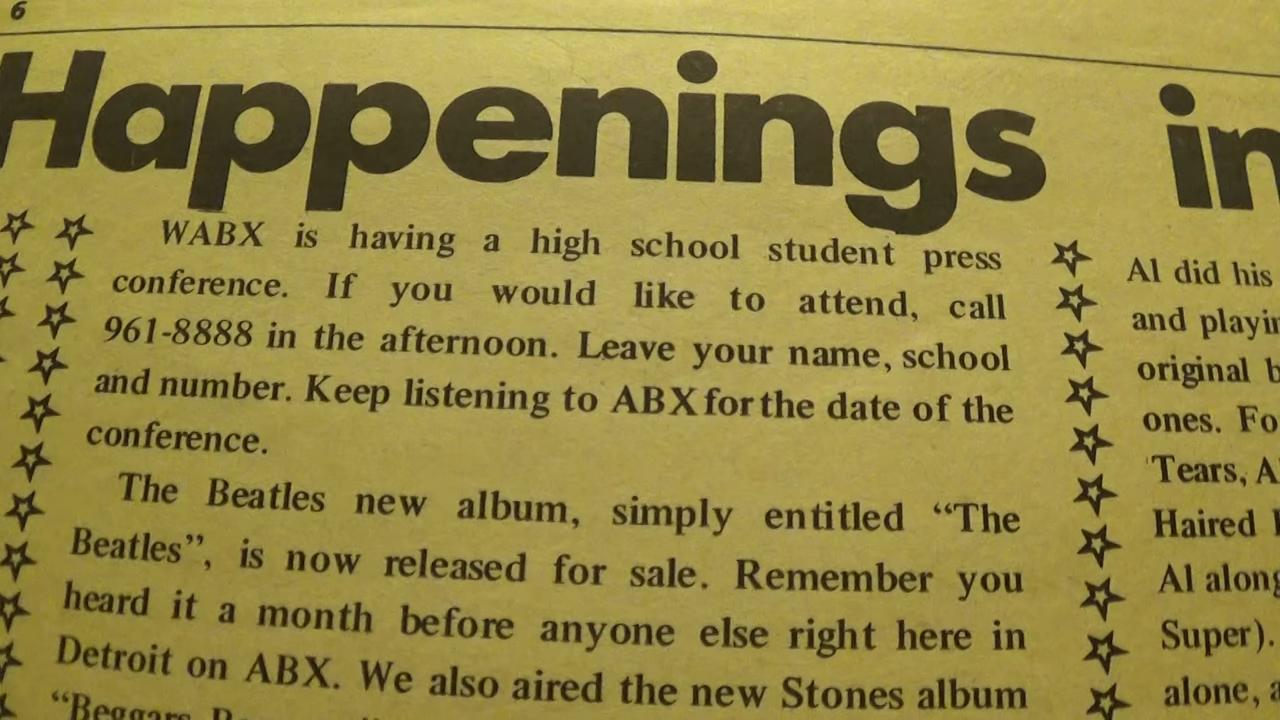 6
Happenings in
WABX is having a high school student press
conference. If you would like to attend, call
961-8888 in the afternoon. Leave your name, school
and number. Keep listening to ABX for the date of the
conference.
The Beatles new album, simply entitled “The
Beatles”, is now released for sale. Remember you
heard it a month before anyone else right here in
Detroit on ABX. We also aired the new Stones album
“Beggars
Al did his
and playin
original b
ones. Fo
Tears, A
Haired
Al along
Super).
alone, a